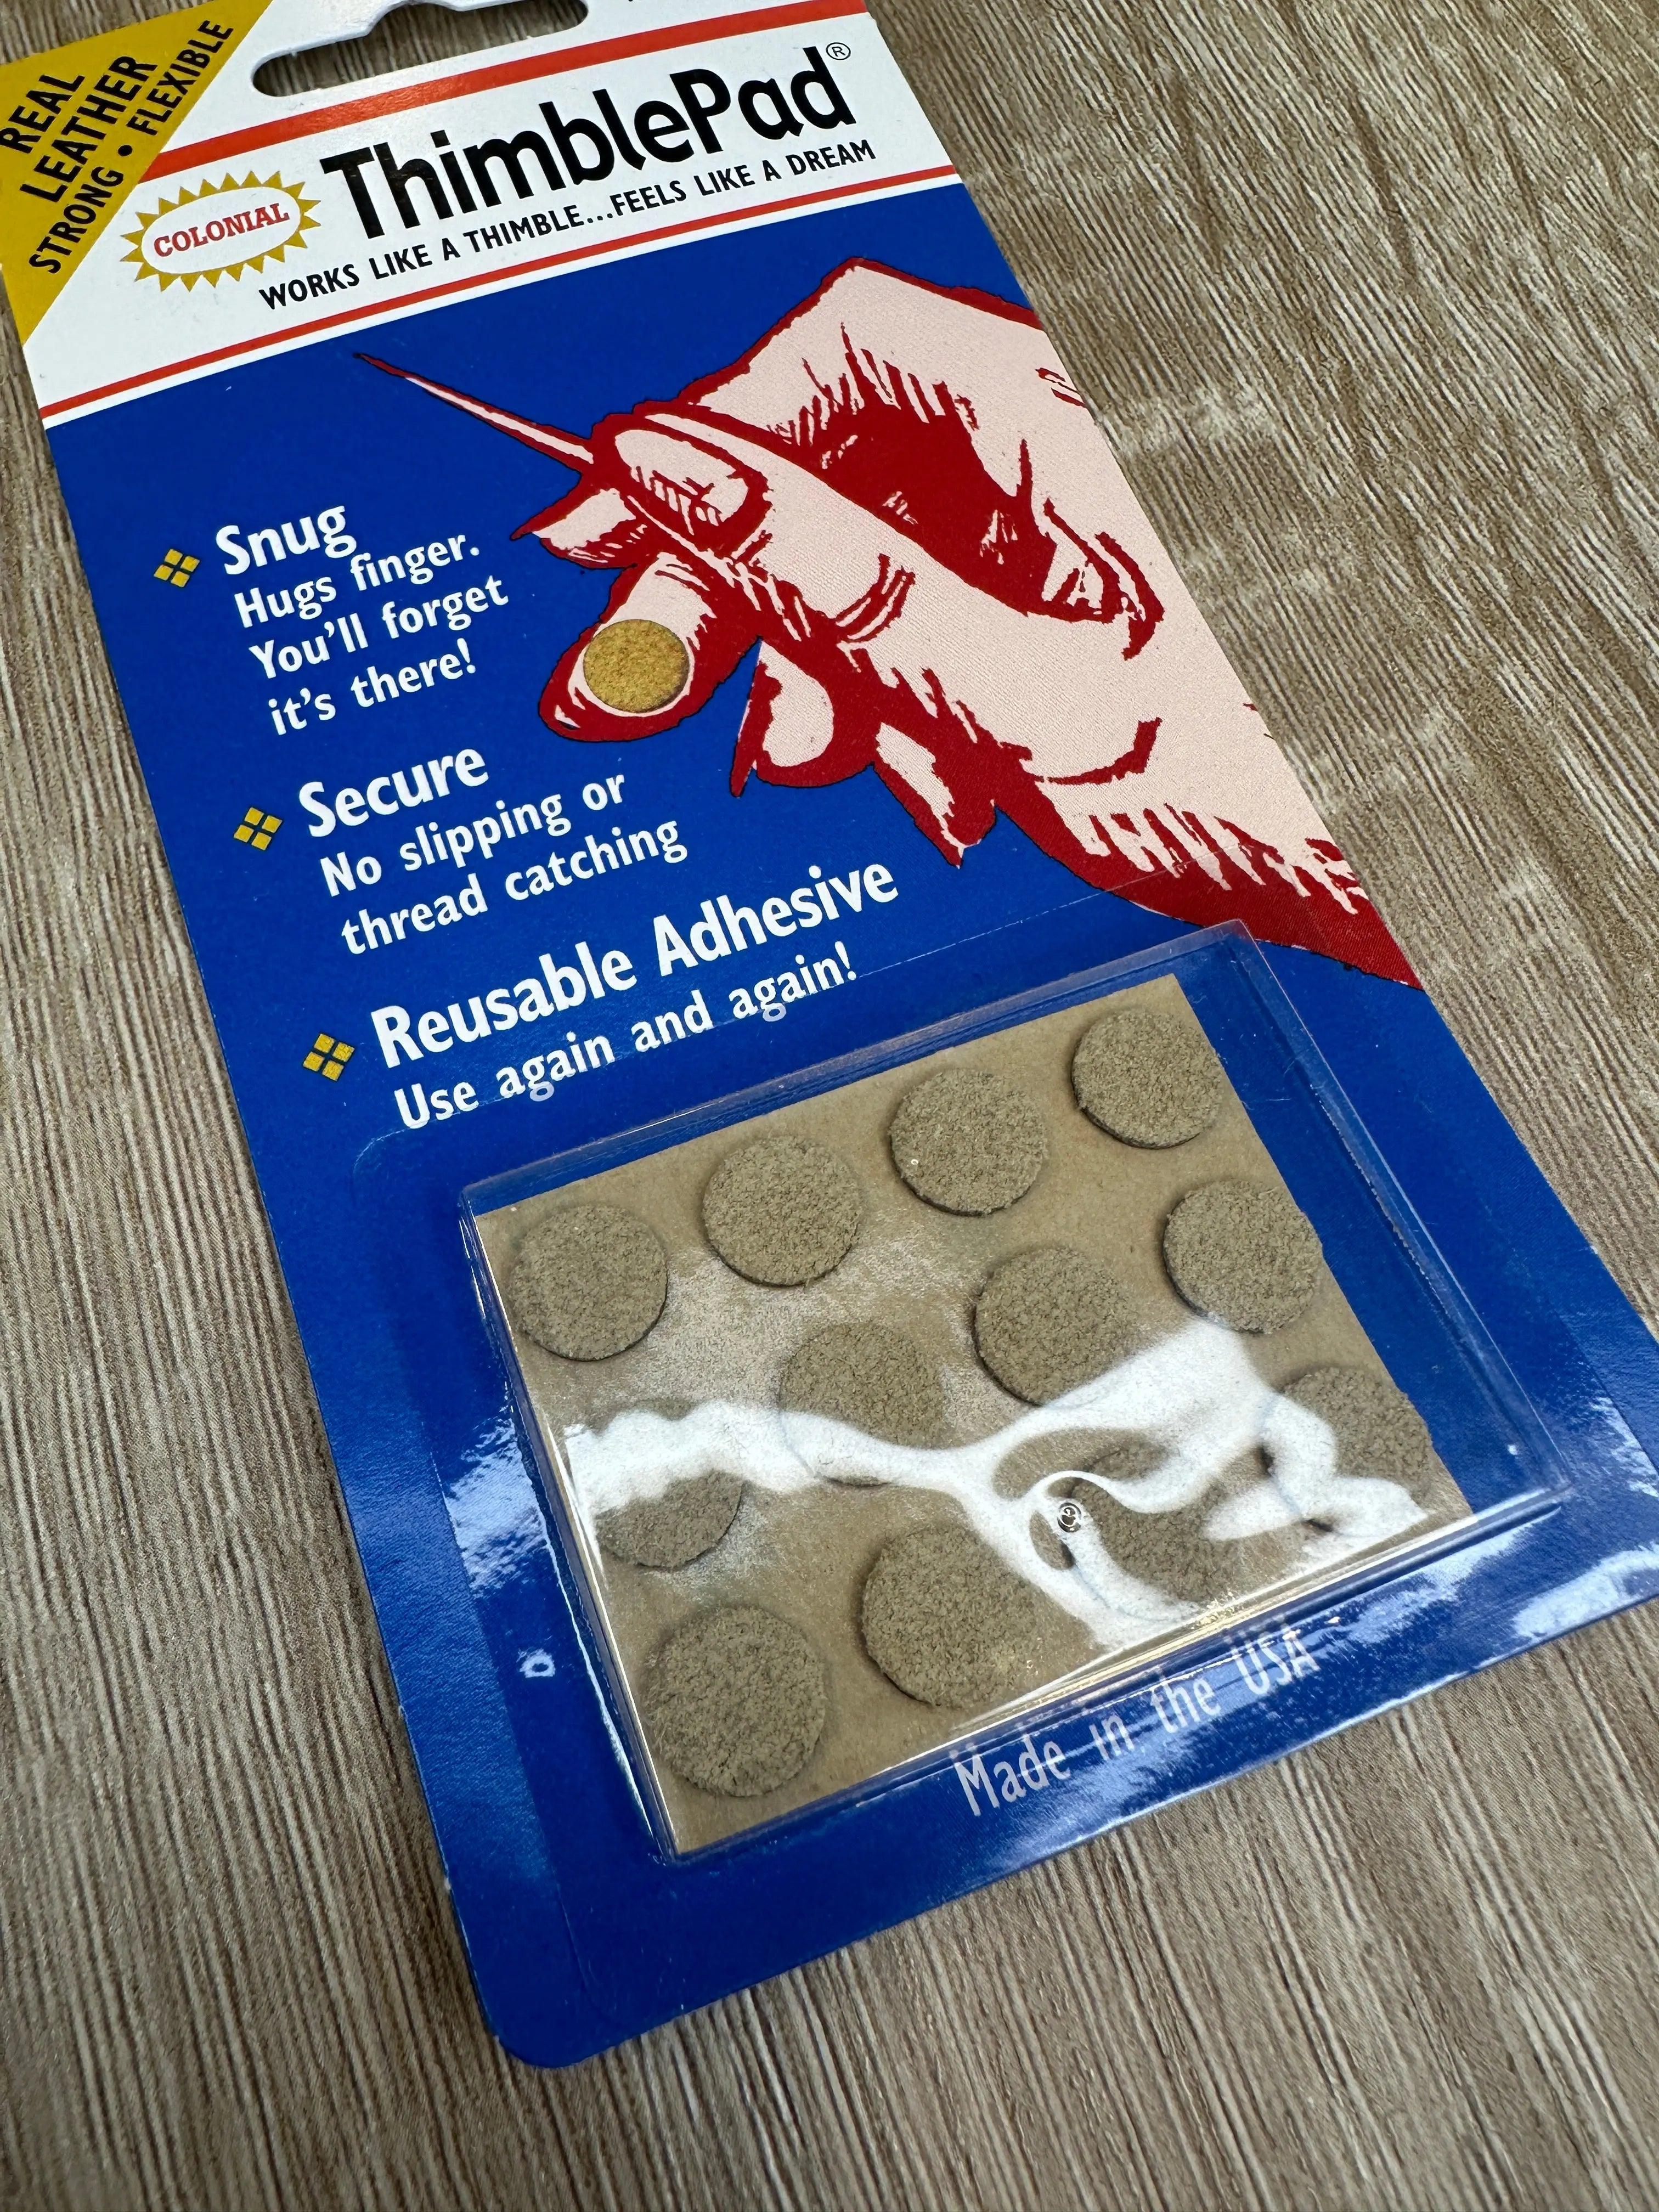 REAL
LEATHER
STRONG • FLEXIBLE
COLONIAL
ThimblePad®
WORKS LIKE A THIMBLE...FEELS LIKE A DREAM
Snug
Hugs finger.
You'll forget
it's there!
Secure
No slipping or
thread catching
Reusable Adhesive
Use again and again!
Made in the USA